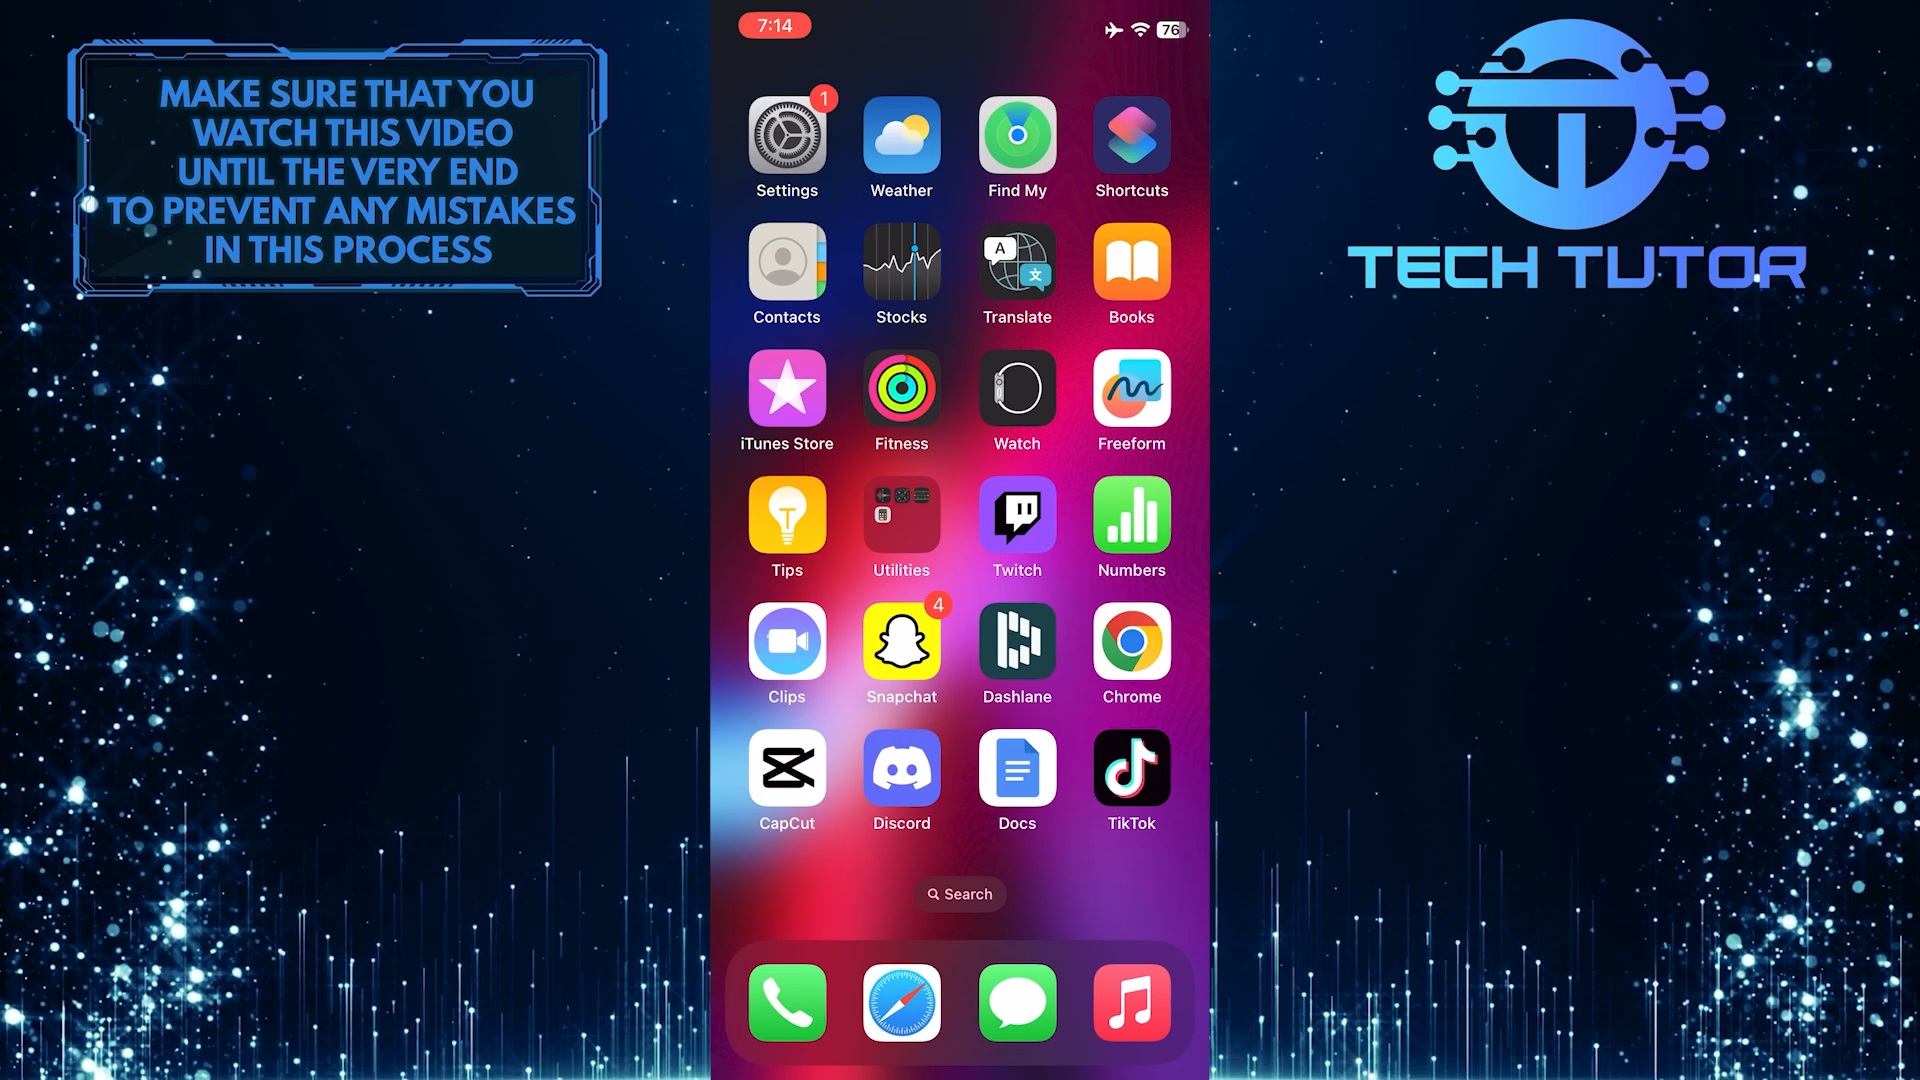 MAKE SURE THAT YOU
WATCH THIS VIDEO
UNTIL THE VERY END
TO PREVENT ANY MISTAKES
IN THIS PROCESS
7:14
76
1
Settings
Weather
Find My
Shortcuts
A
文
Contacts
Stocks
Translate
Books
iTunes Store
Fitness
Watch
Freeform
Tips
Utilities
Twitch
Numbers
4
Clips
Snapchat
Dashlane
Chrome
CapCut
Discord
Docs
TikTok
Search
TECH TUTOR